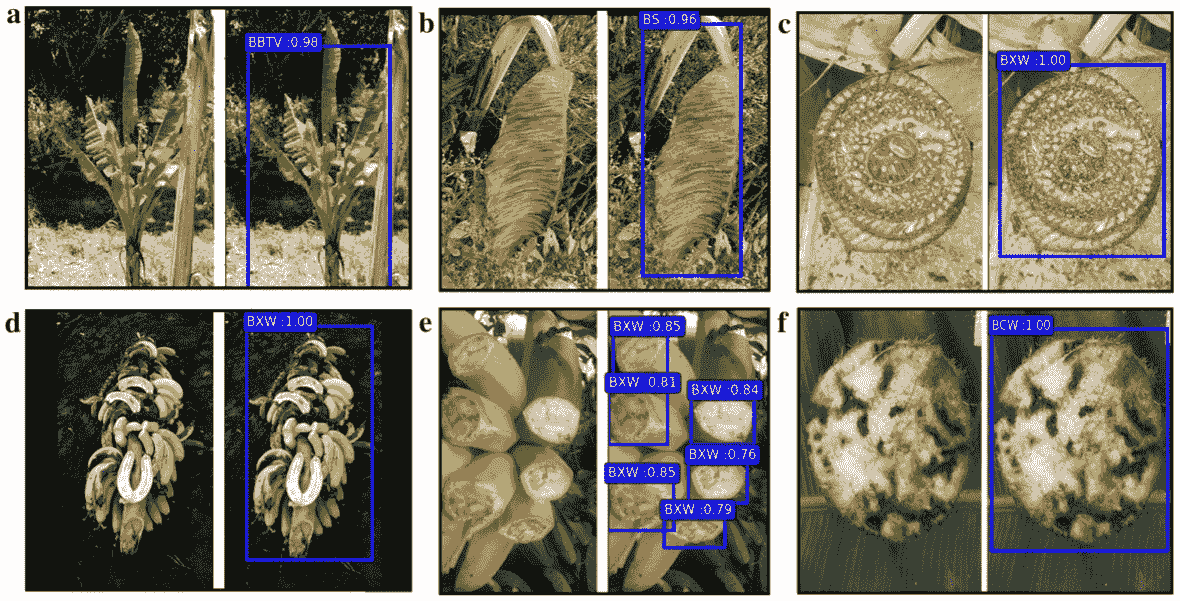 a
BBTV :0.98
b
BS :0.96
c
BXW :1.00
d
BXW :1.00
e
BXW :0.85
BXW 0.81
BXW :0.84
BXW :0.76
BXW :0.85
BXW :0.79
f
BCW :1.00